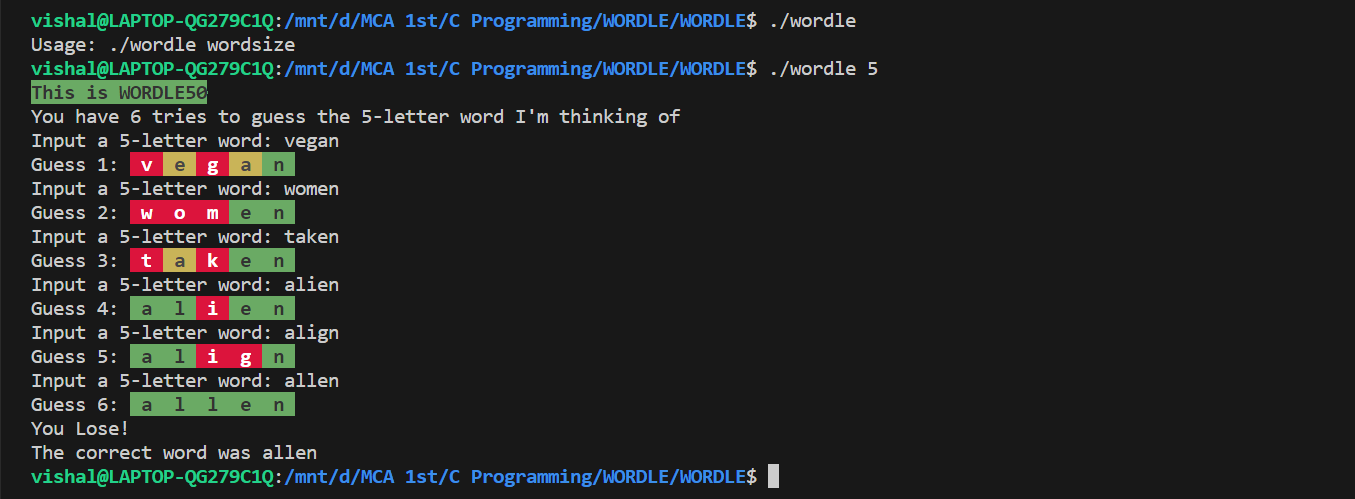 vishal@LAPTOP-QG279C1Q:/mnt/d/MCA 1st/C Programming/WORDLE/WORDLE$ ./wordle
Usage: ./wordle wordsize
vishal@LAPTOP-QG279C1Q:/mnt/d/MCA 1st/C Programming/WORDLE/WORDLE$ ./wordle 5
This is WORDLE50
You have 6 tries to guess the 5-letter word I'm thinking of
Input a 5-letter word: vegan
Guess 1: v e g a n
Input a 5-letter word: women
Guess 2: w o m e n
Input a 5-letter word: taken
Guess 3: t a k e n
Input a 5-letter word: alien
Guess 4: a l i e n
Input a 5-letter word: align
Guess 5: a l i g n
Input a 5-letter word: allen
Guess 6: a l l e n
You Lose!
The correct word was allen
vishal@LAPTOP-QG279C1Q:/mnt/d/MCA 1st/C Programming/WORDLE/WORDLE$